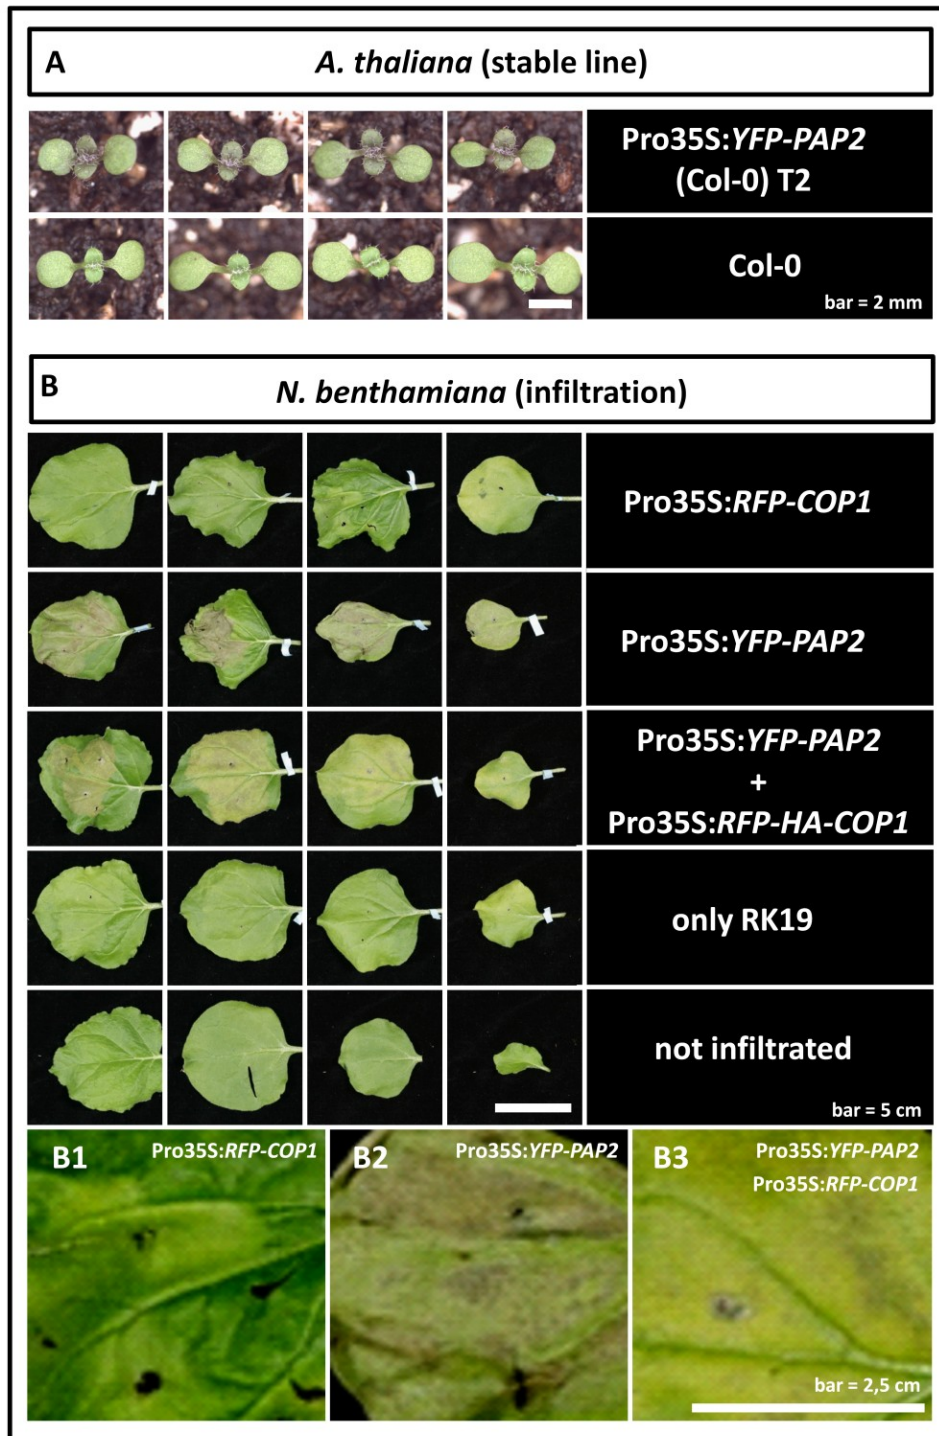 A
A. thaliana (stable line)
Pro35S:YFP-PAP2
(Col-0) T2
Col-0
bar = 2 mm
B
N. benthamiana (infiltration)
Pro35S:RFP-COP1
Pro35S:YFP-PAP2
Pro35S:YFP-PAP2
+
Pro35S:RFP-HA-COP1
only RK19
not infiltrated
bar = 5 cm
B1 Pro35S:RFP-COP1
B2 Pro35S:YFP-PAP2
B3 Pro35S:YFP-PAP2
Pro35S:RFP-COP1
bar = 2,5 cm